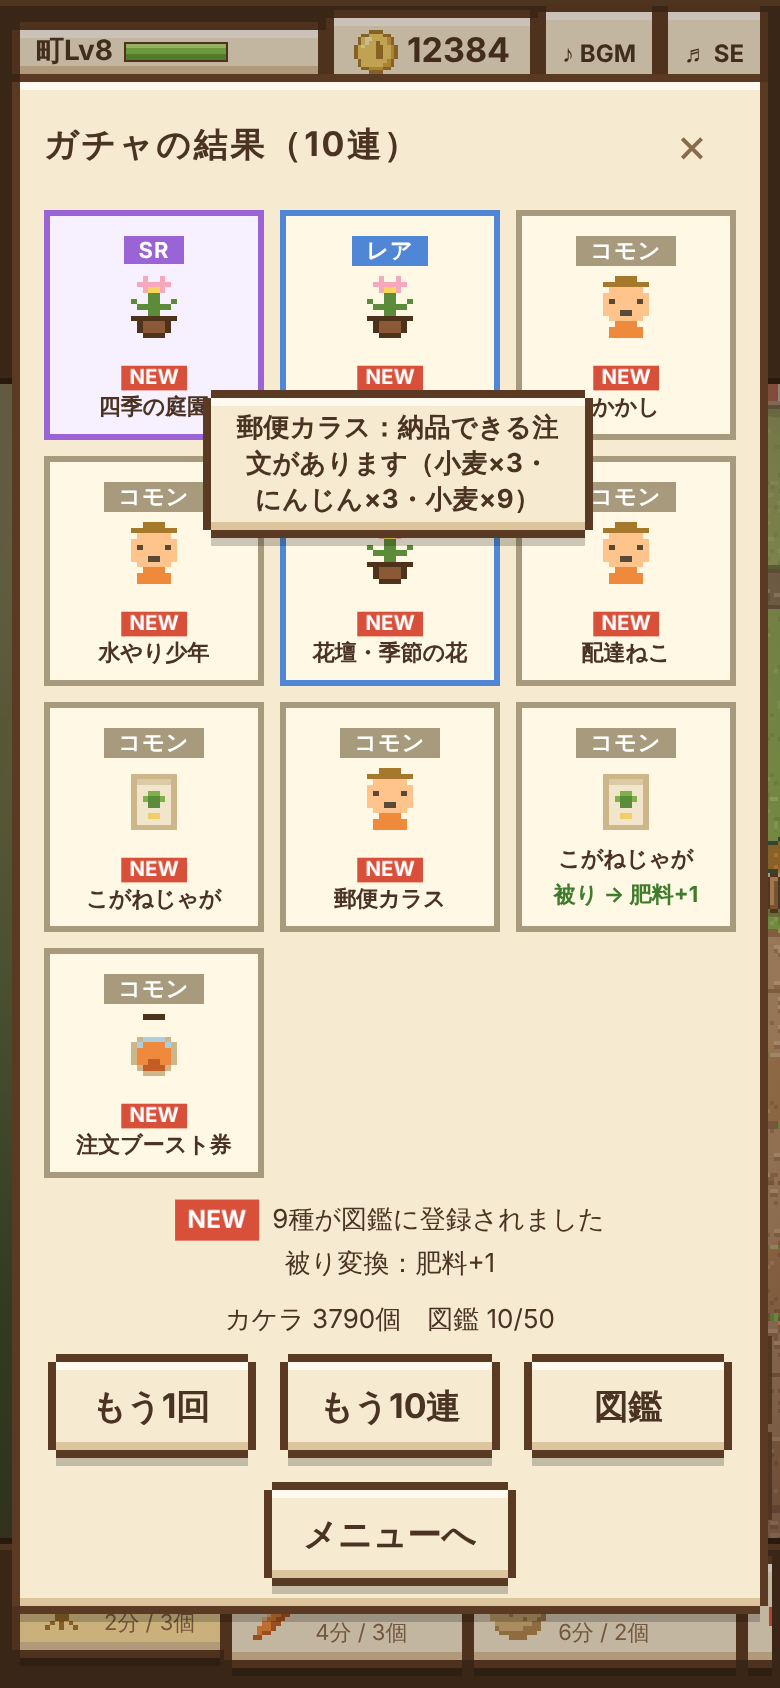 町Lv8
12384
♪ BGM
♬ SE
ガチャの結果（10連）
×
SR
レア
コモン
NEW
NEW
NEW
四季の庭園
かかし
郵便カラス：納品できる注
文があります（小麦×3・
にんじん×3・小麦×9）
コモン
コモン
NEW
NEW
NEW
水やり少年
花壇・季節の花
配達ねこ
コモン
コモン
コモン
NEW
NEW
こがねじゃが
郵便カラス
こがねじゃが
被り → 肥料+1
コモン
NEW
注文ブースト券
NEW 9種が図鑑に登録されました
被り変換：肥料+1
カケラ 3790個　図鑑 10/50
もう1回
もう10連
図鑑
メニューへ
2分 / 3個
4分 / 3個
6分 / 2個